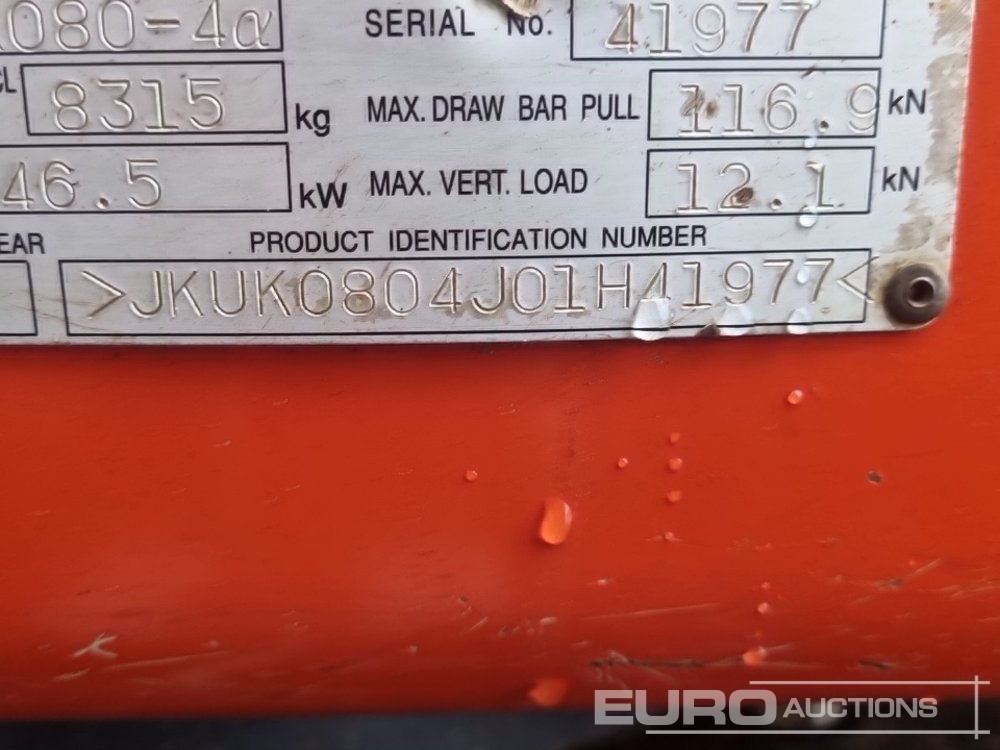 080-4α SERIAL No. 41977
8315 kg MAX. DRAW BAR PULL 116.9 kN
46.5 kW MAX. VERT. LOAD 12.1 kN
EAR PRODUCT IDENTIFICATION NUMBER
>JKUK0804J01H41977<
EURO AUCTIONS